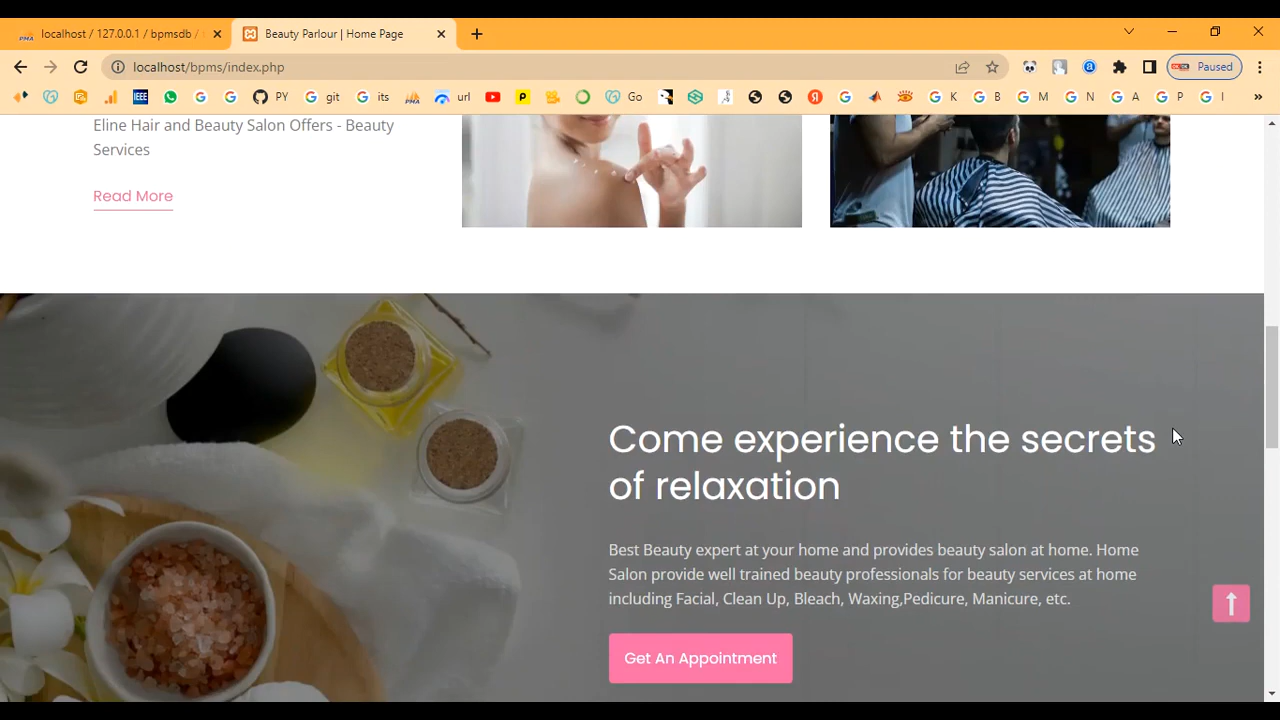 localhost / 127.0.0.1 / bpmsdb /
Beauty Parlour | Home Page
localhost/bpms/index.php
Paused
IEEE
PY
git
its
url
Go
K
B
M
N
A
P
I
Eline Hair and Beauty Salon Offers - Beauty
Services
Read More
Come experience the secrets
of relaxation
Best Beauty expert at your home and provides beauty salon at home. Home
Salon provide well trained beauty professionals for beauty services at home
including Facial, Clean Up, Bleach, Waxing,Pedicure, Manicure, etc.
Get An Appointment